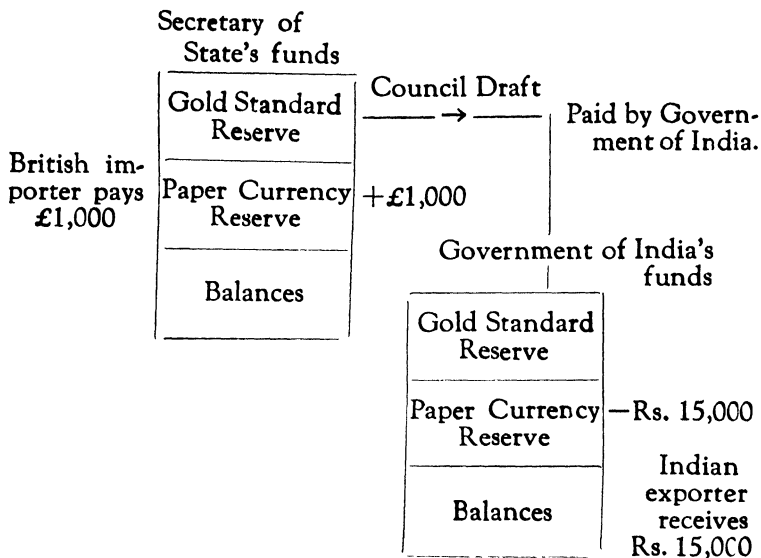 Secretary of
State's funds
Gold Standard
Reserve
Council Draft
Paid by Govern-
ment of India.
British im-
porter pays
£1,000
Paper Currency
Reserve
+£1,000
Balances
Government of India's
funds
Gold Standard
Reserve
Paper Currency
Reserve
—Rs. 15,000
Balances
Indian
exporter
receives
Rs. 15,000